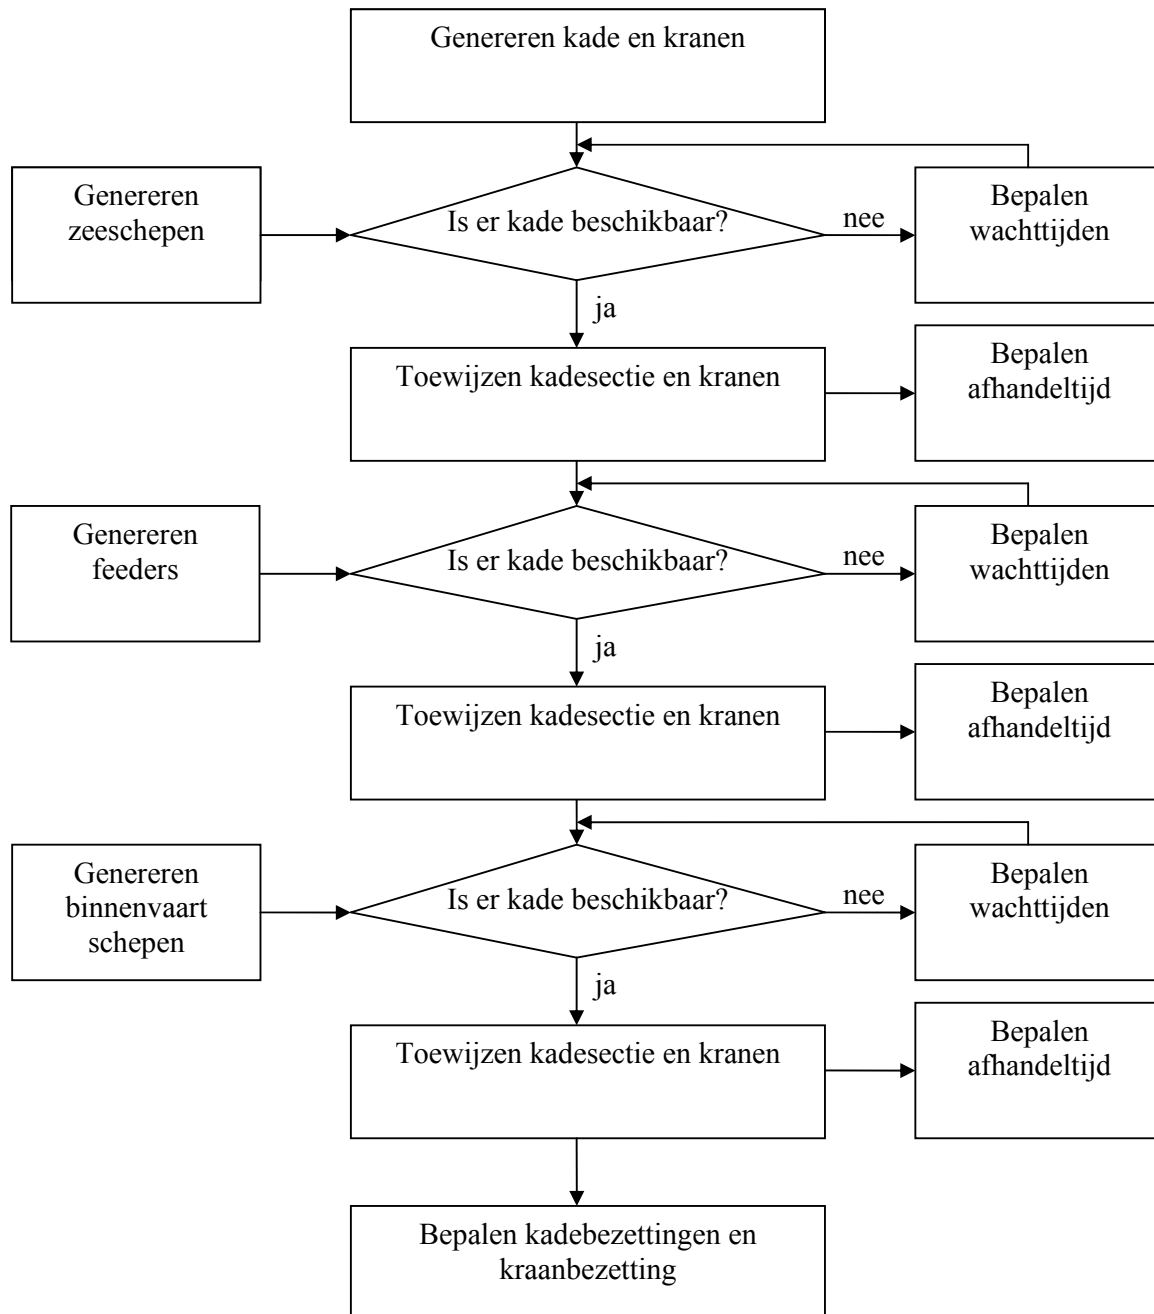 Genereren kade en kranen
Genereren
zeeschepen
Is er kade beschikbaar?
nee
Bepalen
wachttijden
ja
Toewijzen kadesectie en kranen
Bepalen
afhandeltijd
Genereren
feeders
Is er kade beschikbaar?
nee
Bepalen
wachttijden
ja
Toewijzen kadesectie en kranen
Bepalen
afhandeltijd
Genereren
binnenvaart
schepen
Is er kade beschikbaar?
nee
Bepalen
wachttijden
ja
Toewijzen kadesectie en kranen
Bepalen
afhandeltijd
Bepalen kadebezettingen en
kraanbezetting